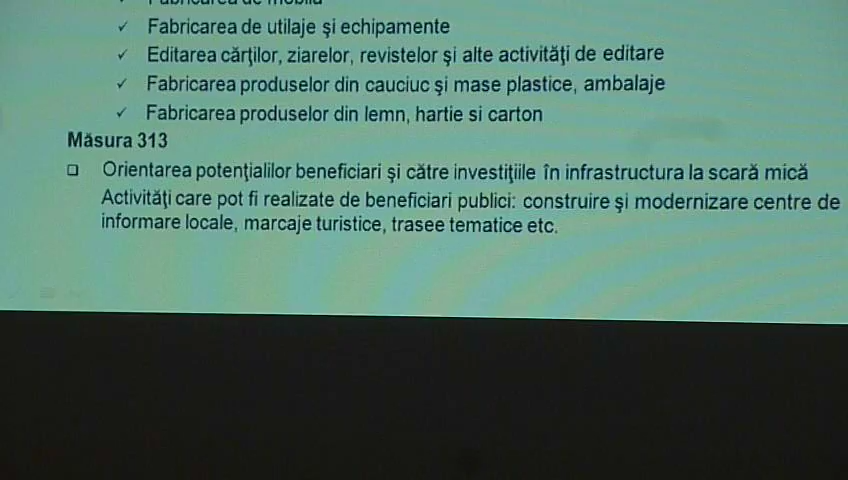 Fabricarea de mobilă
✓ Fabricarea de utilaje şi echipamente
✓ Editarea cărţilor, ziarelor, revistelor şi alte activităţi de editare
✓ Fabricarea produselor din cauciuc şi mase plastice, ambalaje
✓ Fabricarea produselor din lemn, hartie si carton
Măsura 313
❑ Orientarea potenţialilor beneficiari şi către investiţiile în infrastructura la scară mică
Activităţi care pot fi realizate de beneficiari publici: construire şi modernizare centre de
informare locale, marcaje turistice, trasee tematice etc.